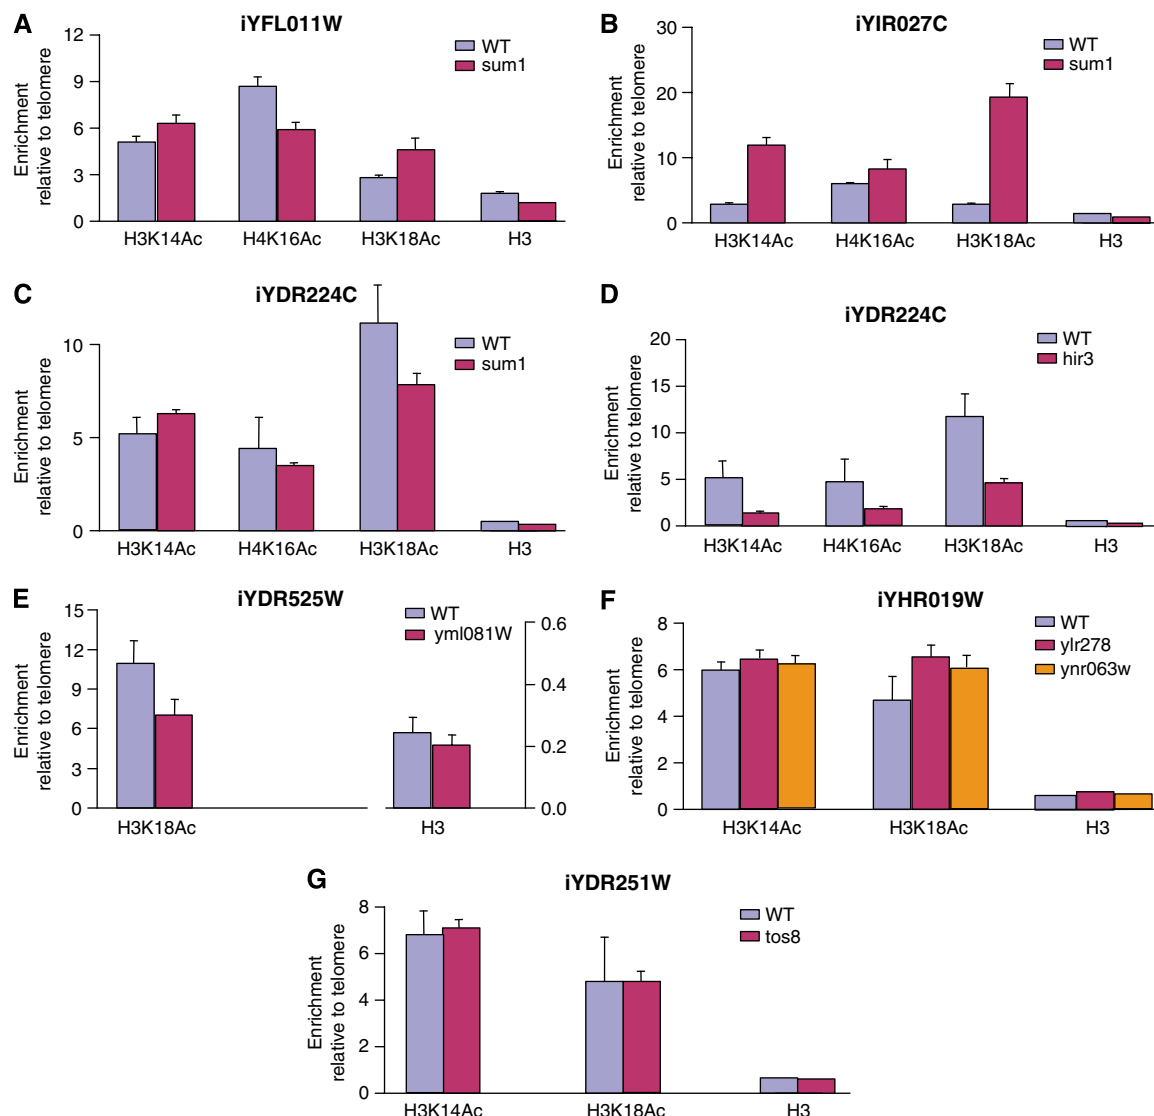 A
iYFL011W
Enrichment
relative to telomere
12
9
6
3
0
WT
sum1
H3K14Ac H4K16Ac H3K18Ac H3
B
iYIR027C
Enrichment
relative to telomere
30
20
10
0
WT
sum1
H3K14Ac H4K16Ac H3K18Ac H3
C
iYDR224C
Enrichment
relative to telomere
10
5
0
WT
sum1
H3K14Ac H4K16Ac H3K18Ac H3
D
iYDR224C
Enrichment
relative to telomere
20
15
10
5
0
WT
hir3
H3K14Ac H4K16Ac H3K18Ac H3
E
iYDR525W
Enrichment
relative to telomere
15
12
9
6
3
0
WT
yml081W
0.6
0.4
0.2
0.0
H3K18Ac H3
F
iYHR019W
Enrichment
relative to telomere
8
6
4
2
0
WT
ylr278
ynr063w
H3K14Ac H3K18Ac H3
G
iYDR251W
Enrichment
relative to telomere
8
6
4
2
0
WT
tos8
H3K14Ac H3K18Ac H3